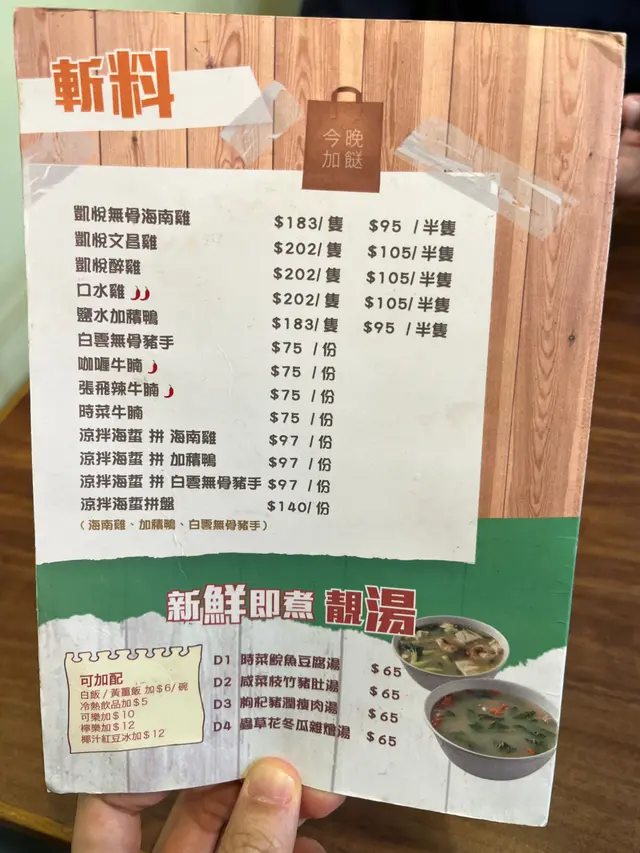 斬料
今晚
加餸
凱悅無骨海南雞 $183/隻 $95 /半隻
凱悅文昌雞 $202/隻 $105/半隻
凱悅醉雞 $202/隻 $105/半隻
口水雞 $202/隻 $105/半隻
鹽水加積鴨 $183/隻 $95 /半隻
白雲無骨豬手 $75 /份
咖喱牛腩 $75 /份
張飛辣牛腩 $75 /份
時菜牛腩 $75 /份
涼拌海蜇 拼 海南雞 $97 /份
涼拌海蜇 拼 加積鴨 $97 /份
涼拌海蜇 拼 白雲無骨豬手 $97 /份
涼拌海蜇拼盤 $140/份
(海南雞、加積鴨、白雲無骨豬手)
新鮮即煮 靚湯
D1 時菜鯇魚豆腐湯 $65
D2 咸菜枝竹豬肚湯 $65
D3 枸杞豬潤瘦肉湯 $65
D4 蟲草花冬瓜雜燴湯 $65
可加配
白飯/黃薑飯 加$6/碗
冷熱飲品加$5
可樂加$10
檸樂加$12
椰汁紅豆冰加$12